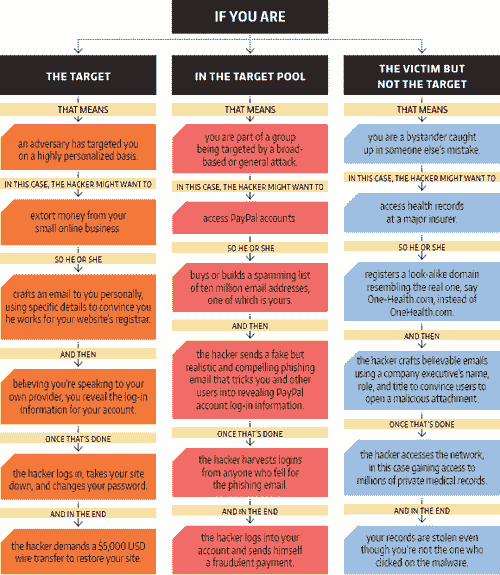 IF YOU ARE
THE TARGET
THAT MEANS
an adversary has targeted you
on a highly personalized basis.
IN THIS CASE, THE HACKER MIGHT WANT TO
extort money from your
small online business
SO HE OR SHE
crafts an email to you personally,
using specific details to convince you
he works for your website's registrar.
AND THEN
believing you're speaking to your
own provider, you reveal the log-in
information for your account.
ONCE THAT'S DONE
the hacker logs in, takes your site
down, and changes your password.
AND IN THE END
the hacker demands a $5,000 USD
wire transfer to restore your site.
IN THE TARGET POOL
THAT MEANS
you are part of a group
being targeted by a broad-
based or general attack.
IN THIS CASE, THE HACKER MIGHT WANT TO
access PayPal accounts
SO HE OR SHE
buys or builds a spamming list
of ten million email addresses,
one of which is yours.
AND THEN
the hacker sends a fake but
realistic and compelling phishing
email that tricks you and other
users into revealing PayPal
account log-in information.
ONCE THAT'S DONE
the hacker harvests logins
from anyone who fell for
the phishing email.
AND IN THE END
the hacker logs into your
account and sends himself
a fraudulent payment.
THE VICTIM BUT
NOT THE TARGET
THAT MEANS
you are a bystander caught
up in someone else's mistake.
IN THIS CASE, THE HACKER MIGHT WANT TO
access health records
at a major insurer.
SO HE OR SHE
registers a look-alike domain
resembling the real one, say
One-Health.com, instead of
OneHealth.com.
AND THEN
the hacker crafts believable emails
using a company executive's name,
role, and title to convince users to
open a malicious attachment.
ONCE THAT'S DONE
the hacker accesses the network,
in this case gaining access to
millions of private medical records.
AND IN THE END
your records are stolen even
though you're not the one who
clicked on the malware.